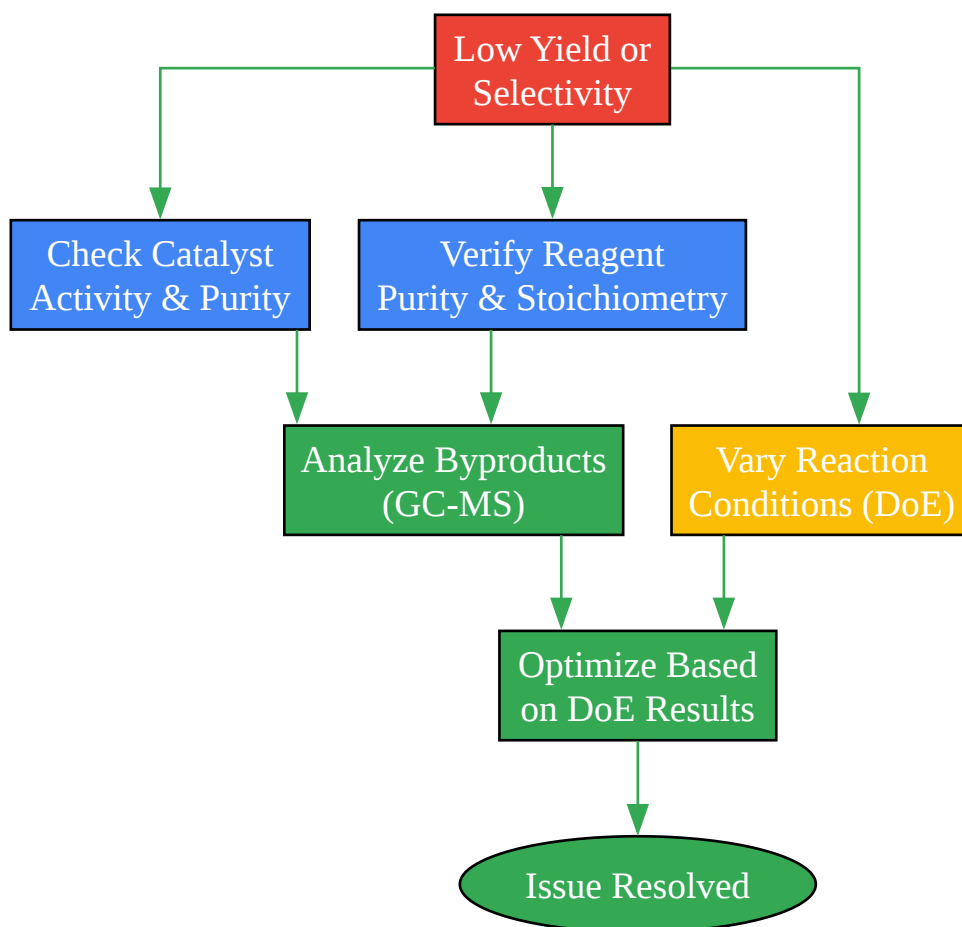 Low Yield or
Selectivity
Check Catalyst
Activity & Purity
Verify Reagent
Purity & Stoichiometry
Analyze Byproducts
(GC-MS)
Vary Reaction
Conditions (DoE)
Optimize Based
on DoE Results
Issue Resolved